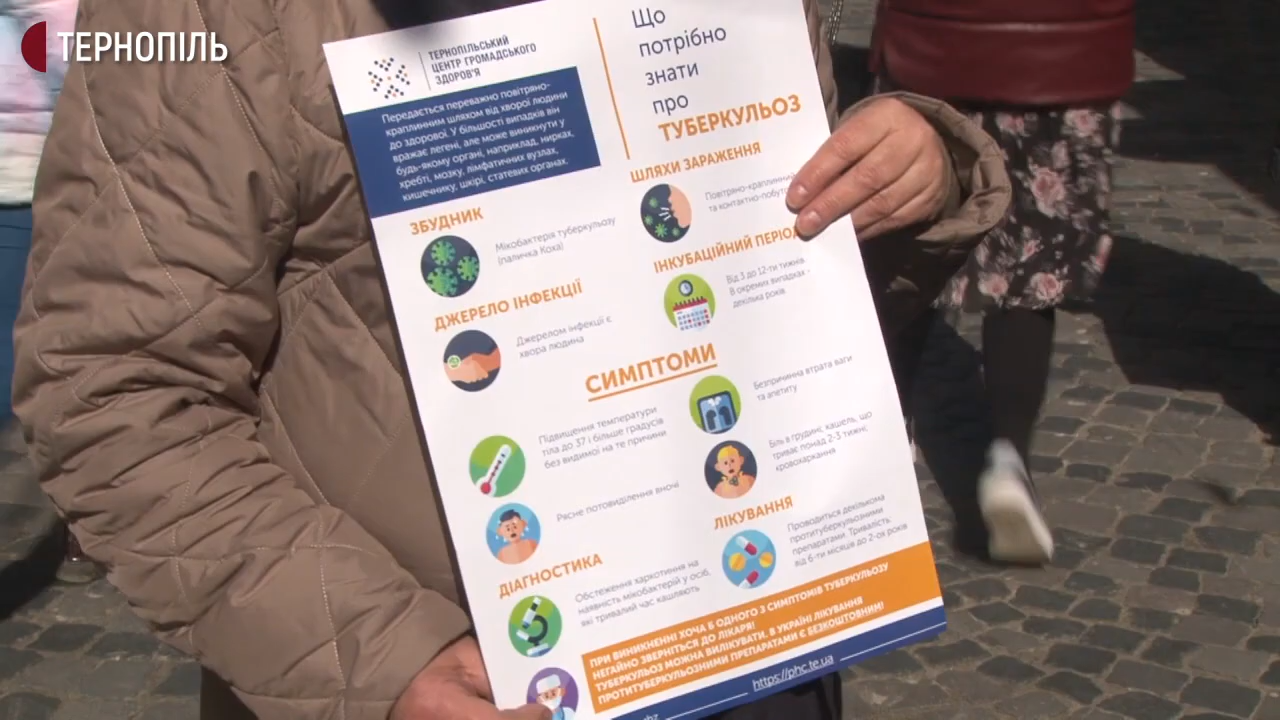 ТЕРНОПІЛЬ
ТЕРНОПІЛЬСЬКИЙ
ЦЕНТР ГРОМАДСЬКОГО
ЗДОРОВ'Я
Передається переважно повітряно-
краплинним шляхом від хворої людини
до здорової. У більшості випадків він
вражає легені, але може виникнути у
будь-якому органі, наприклад, нирках,
хребті, мозку, лімфатичних вузлах,
кишечнику, шкірі, статевих органах.
Що
потрібно
знати
про
ТУБЕРКУЛЬОЗ
ЗБУДНИК
Мікобактерія туберкульозу
(паличка Коха)
ШЛЯХИ ЗАРАЖЕННЯ
Повітряно-краплинний
та контактно-побуто
ДЖЕРЕЛО ІНФЕКЦІЇ
Джерелом інфекції є
хвора людина
ІНКУБАЦІЙНИЙ ПЕРІОД
Від 3 до 12-ти тижнів
В окремих випадках -
декілька років
СИМПТОМИ
Підвищення температури
тіла до 37 і більше градусів
без видимої на те причини
Безпричинна втрата ваги
та апетиту
Рясне потовиділення вночі
Біль в грудині, кашель, що
триває понад 2-3 тижні,
кровохаркання
ДІАГНОСТИКА
Обстеження харкотиння на
наявність мікобактерій у осіб,
які тривалий час кашляють
ЛІКУВАННЯ
Проводиться декількома
протитуберкульозними
препаратами. Тривалість:
від 6-ти місяців до 2-ох років
ПРИ ВИНИКНЕННІ ХОЧА Б ОДНОГО З СИМПТОМІВ ТУБЕРКУЛЬОЗУ
НЕГАЙНО ЗВЕРНІТЬСЯ ДО ЛІКАРЯ!
ТУБЕРКУЛЬОЗ МОЖНА ВИЛІКУВАТИ. В УКРАЇНІ ЛІКУВАННЯ
ПРОТИТУБЕРКУЛЬОЗНИМИ ПРЕПАРАТАМИ Є БЕЗКОШТОВНИМ!
https://phc.te.ua